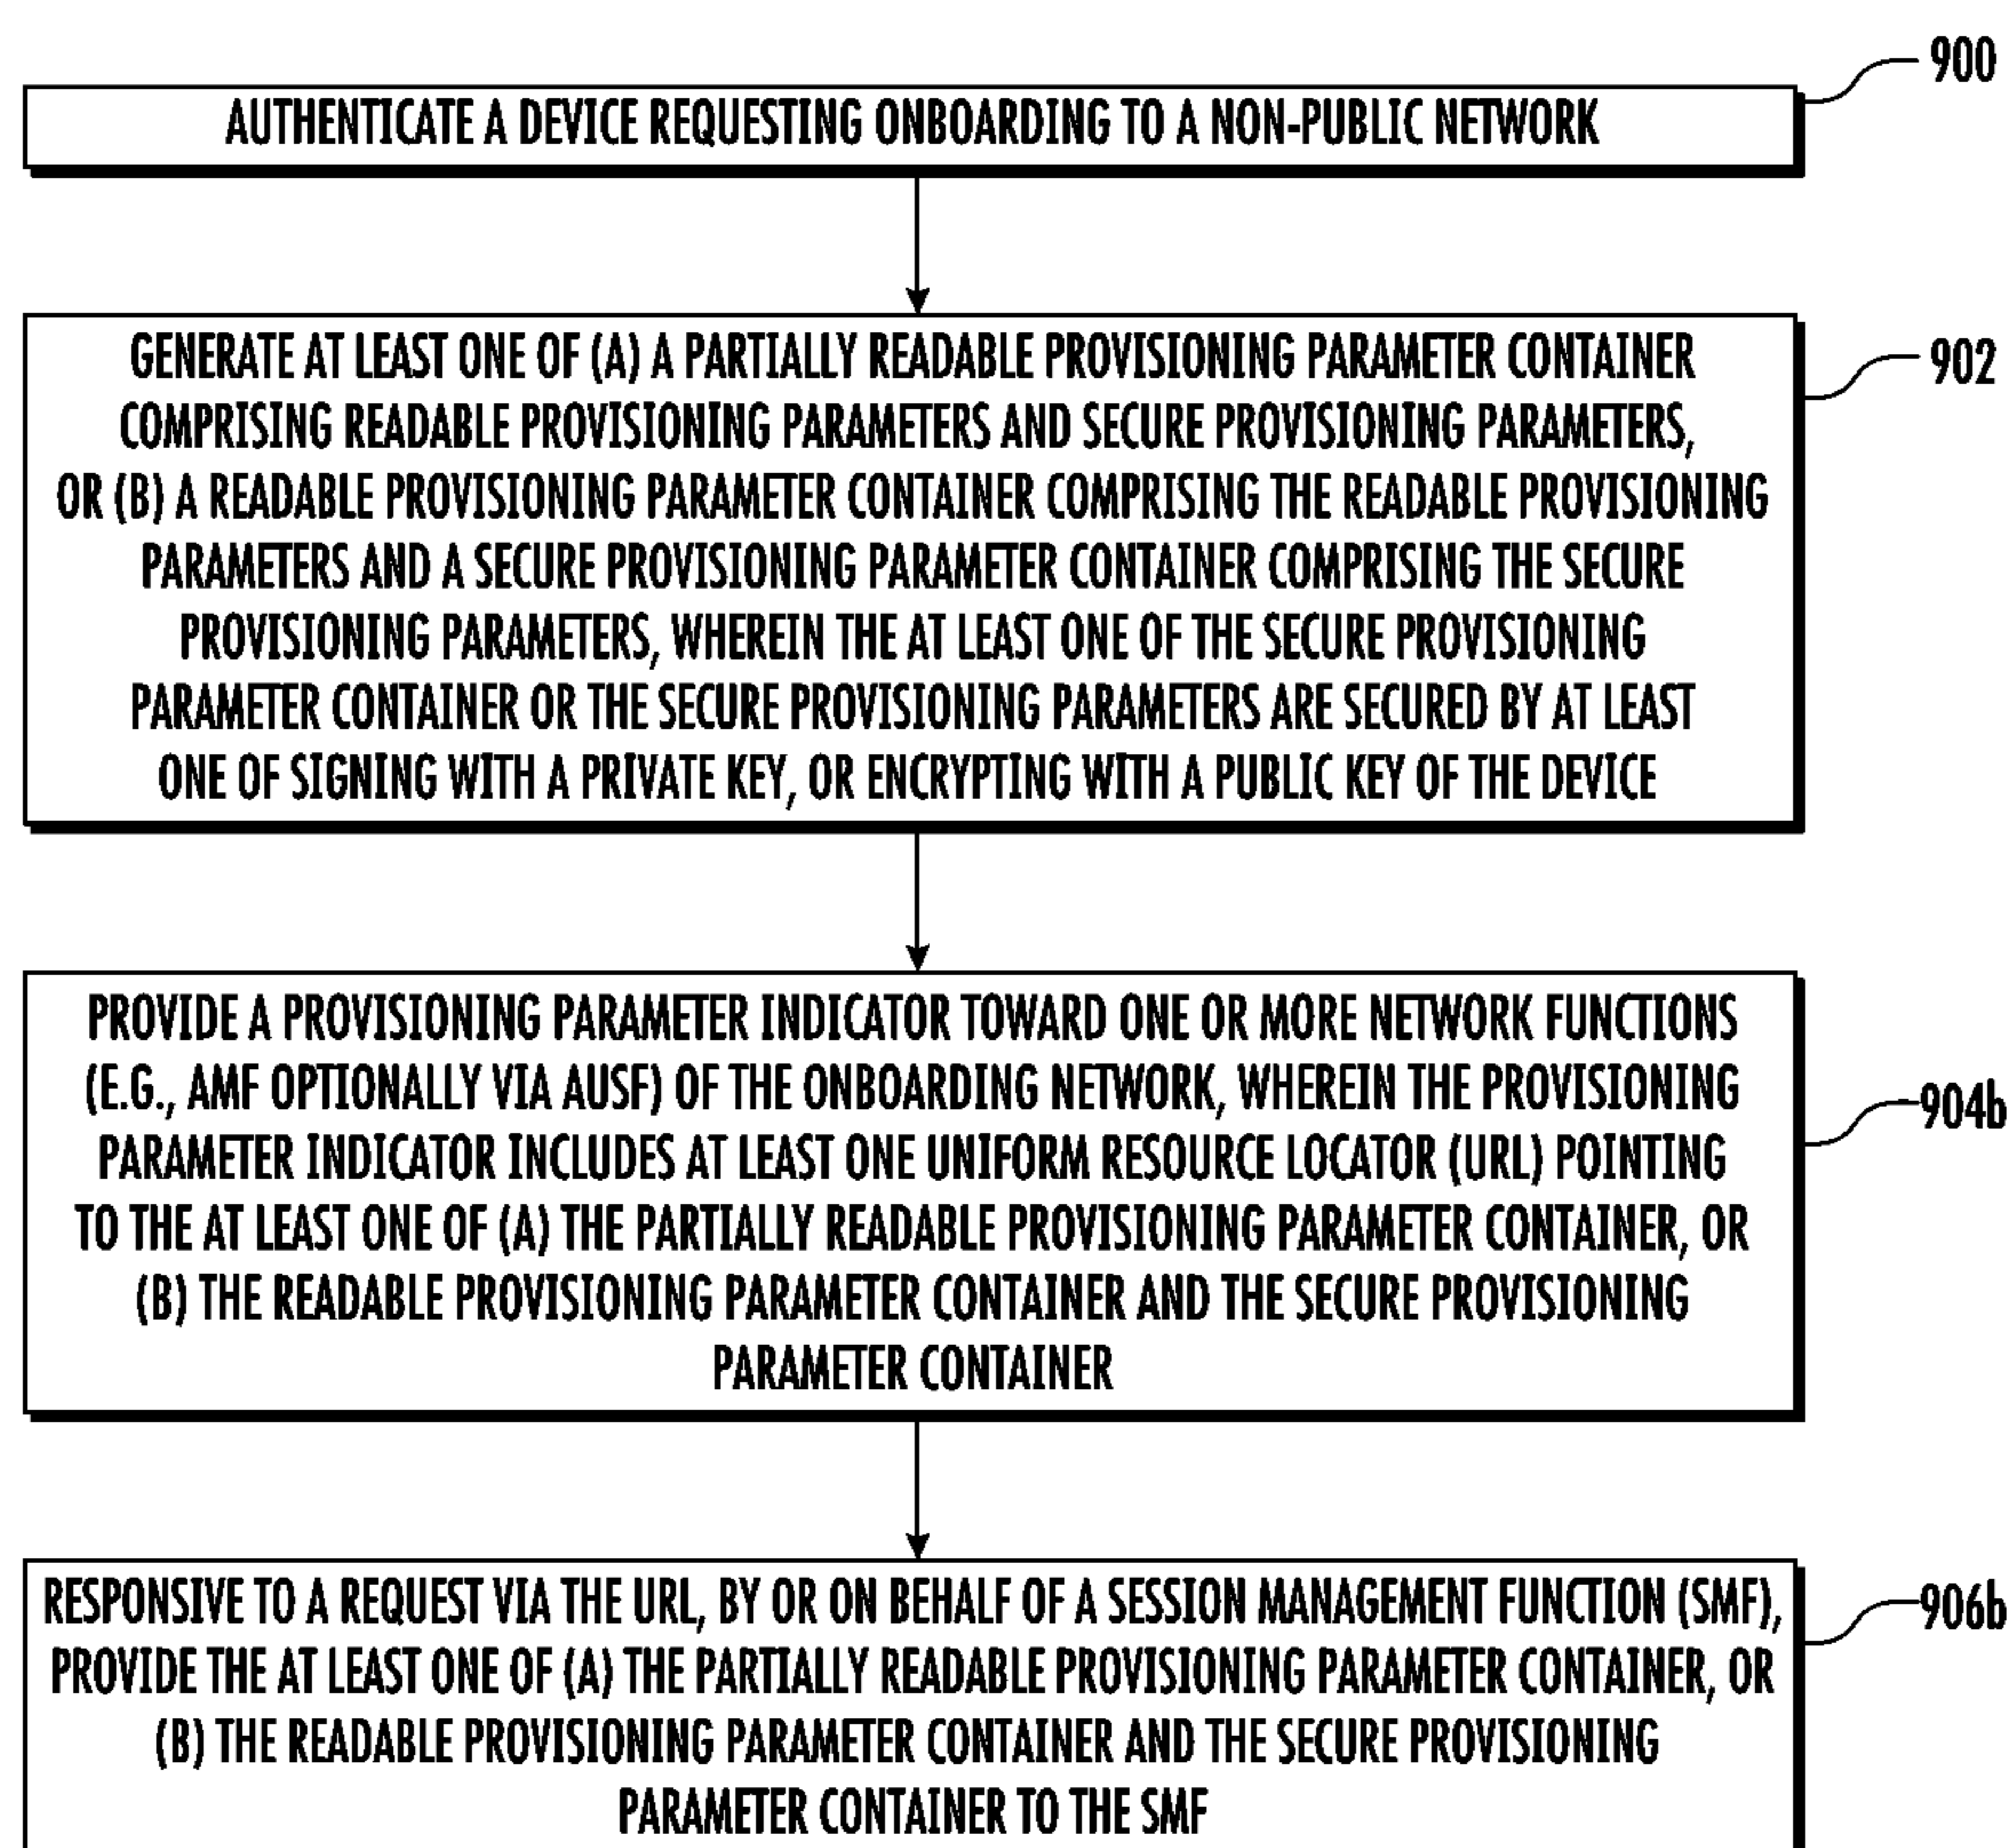 900
AUTHENTICATE A DEVICE REQUESTING ONBOARDING TO A NON-PUBLIC NETWORK
902
GENERATE AT LEAST ONE OF (A) A PARTIALLY READABLE PROVISIONING PARAMETER CONTAINER
COMPRISING READABLE PROVISIONING PARAMETERS AND SECURE PROVISIONING PARAMETERS,
OR (B) A READABLE PROVISIONING PARAMETER CONTAINER COMPRISING THE READABLE PROVISIONING
PARAMETERS AND A SECURE PROVISIONING PARAMETER CONTAINER COMPRISING THE SECURE
PROVISIONING PARAMETERS, WHEREIN THE AT LEAST ONE OF THE SECURE PROVISIONING
PARAMETER CONTAINER OR THE SECURE PROVISIONING PARAMETERS ARE SECURED BY AT LEAST
ONE OF SIGNING WITH A PRIVATE KEY, OR ENCRYPTING WITH A PUBLIC KEY OF THE DEVICE
PROVIDE A PROVISIONING PARAMETER INDICATOR TOWARD ONE OR MORE NETWORK FUNCTIONS
(E.G., AMF OPTIONALLY VIA AUSF) OF THE ONBOARDING NETWORK, WHEREIN THE PROVISIONING
904b
PARAMETER INDICATOR INCLUDES AT LEAST ONE UNIFORM RESOURCE LOCATOR (URL) POINTING
TO THE AT LEAST ONE OF (A) THE PARTIALLY READABLE PROVISIONING PARAMETER CONTAINER, OR
(B) THE READABLE PROVISIONING PARAMETER CONTAINER AND THE SECURE PROVISIONING
PARAMETER CONTAINER
RESPONSIVE TO A REQUEST VIA THE URL, BY OR ON BEHALF OF A SESSION MANAGEMENT FUNCTION (SMF),
906b
PROVIDE THE AT LEAST ONE OF (A) THE PARTIALLY READABLE PROVISIONING PARAMETER CONTAINER, OR
(B) THE READABLE PROVISIONING PARAMETER CONTAINER AND THE SECURE PROVISIONING
PARAMETER CONTAINER TO THE SMF